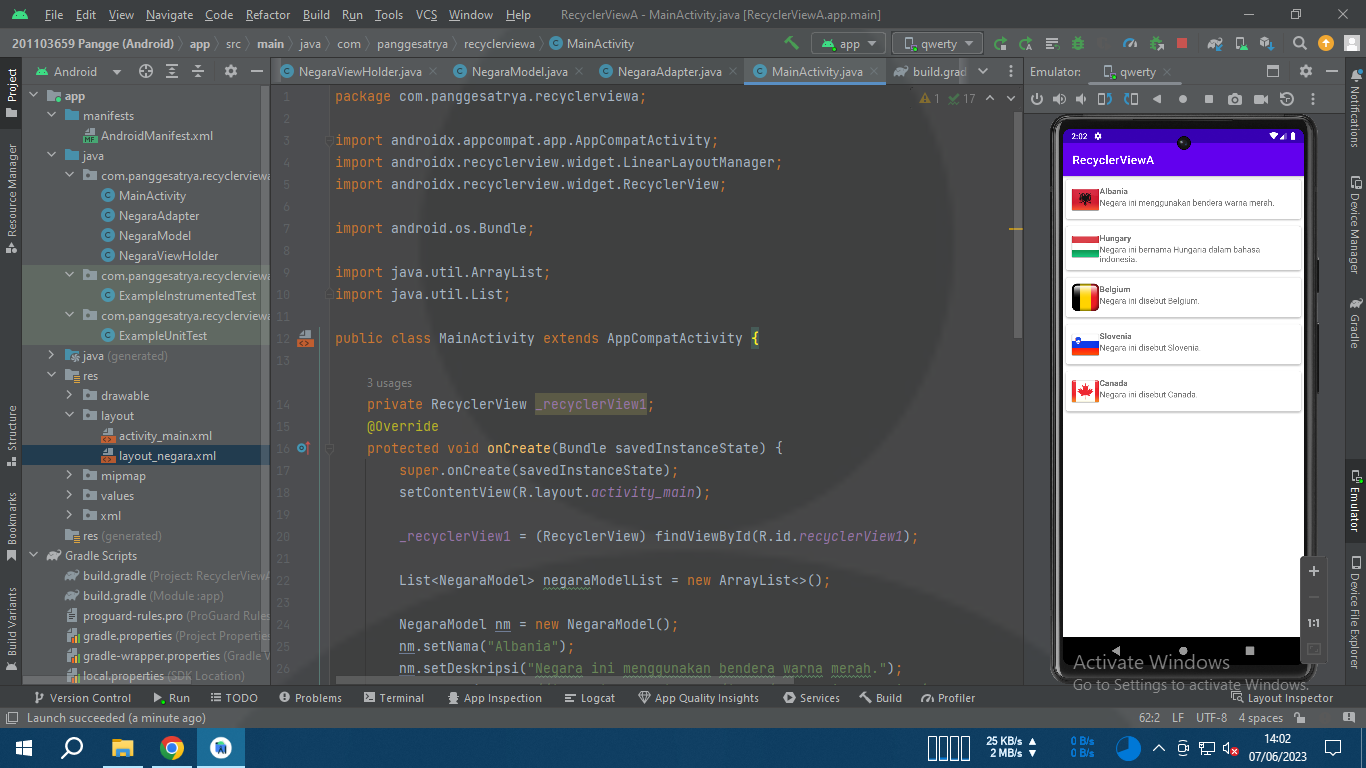 File Edit View Navigate Code Refactor Build Run Tools VCS Window Help RecyclerViewA - MainActivity.java [RecyclerViewA.app.main]
201103659 Pangge (Android) app src main java com panggesatrya recyclerviewa MainActivity app qwerty
Android
NegaraViewHolder.java NegaraModel.java NegaraAdapter.java MainActivity.java build.grad
Emulator: qwerty
Project
Resource Manager
Structure
Bookmarks
Build Variants
app
manifests
AndroidManifest.xml
java
com.panggesatrya.recyclerviewa
MainActivity
NegaraAdapter
NegaraModel
NegaraViewHolder
com.panggesatrya.recyclerviewa
ExampleInstrumentedTest
com.panggesatrya.recyclerviewa
ExampleUnitTest
java (generated)
res
drawable
layout
activity_main.xml
layout_negara.xml
mipmap
values
xml
res (generated)
Gradle Scripts
build.gradle (Project: RecyclerViewA
build.gradle (Module :app)
proguard-rules.pro (ProGuard Rules
gradle.properties (Project Properties
gradle-wrapper.properties (Gradle V
local.properties (SDK Location)
1 package com.panggesatrya.recyclerviewa;
1 17
2
3 import androidx.appcompat.app.AppCompatActivity;
4 import androidx.recyclerview.widget.LinearLayoutManager;
5 import androidx.recyclerview.widget.RecyclerView;
6
7 import android.os.Bundle;
8
9 import java.util.ArrayList;
10 import java.util.List;
11
12 public class MainActivity extends AppCompatActivity {
13
3 usages
14 private RecyclerView _recyclerView1;
15 @Override
16 protected void onCreate(Bundle savedInstanceState) {
17 super.onCreate(savedInstanceState);
18 setContentView(R.layout.activity_main);
19
20 _recyclerView1 = (RecyclerView) findViewById(R.id.recyclerView1);
21
22 List<NegaraModel> negaraModelList = new ArrayList<>();
23
24 NegaraModel nm = new NegaraModel();
25 nm.setNama("Albania");
26 nm.setDeskripsi("Negara ini menggunakan bendera warna merah.");
2:02
RecyclerViewA
Albania
Negara ini menggunakan bendera warna merah.
Hungary
Negara ini bernama Hungaria dalam bahasa
indonesia.
Belgium
Negara ini disebut Belgium.
Slovenia
Negara ini disebut Slovenia.
Canada
Negara ini disebut Canada.
1:1
Notifications
Device Manager
Gradle
Emulator
Device File Explorer
Activate Windows
Go to Settings to activate Windows.
Version Control Run TODO Problems Terminal App Inspection Logcat App Quality Insights Services Build Profiler Layout Inspector
Launch succeeded (a minute ago) 62:2 LF UTF-8 4 spaces
25 KB/s
2 MB/s
0 B/s
0 B/s
14:02
07/06/2023